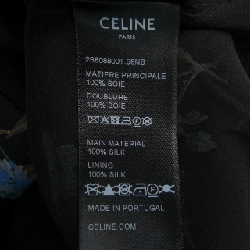 CELINE
PARIS
MATIERE PRINCIPALE
100% SOIE
DOUBLURE
100% SOIE
MAIN MATERIAL
100% SILK
LINING
100% SILK
MADE IN PORTUGAL
CELINE.COM